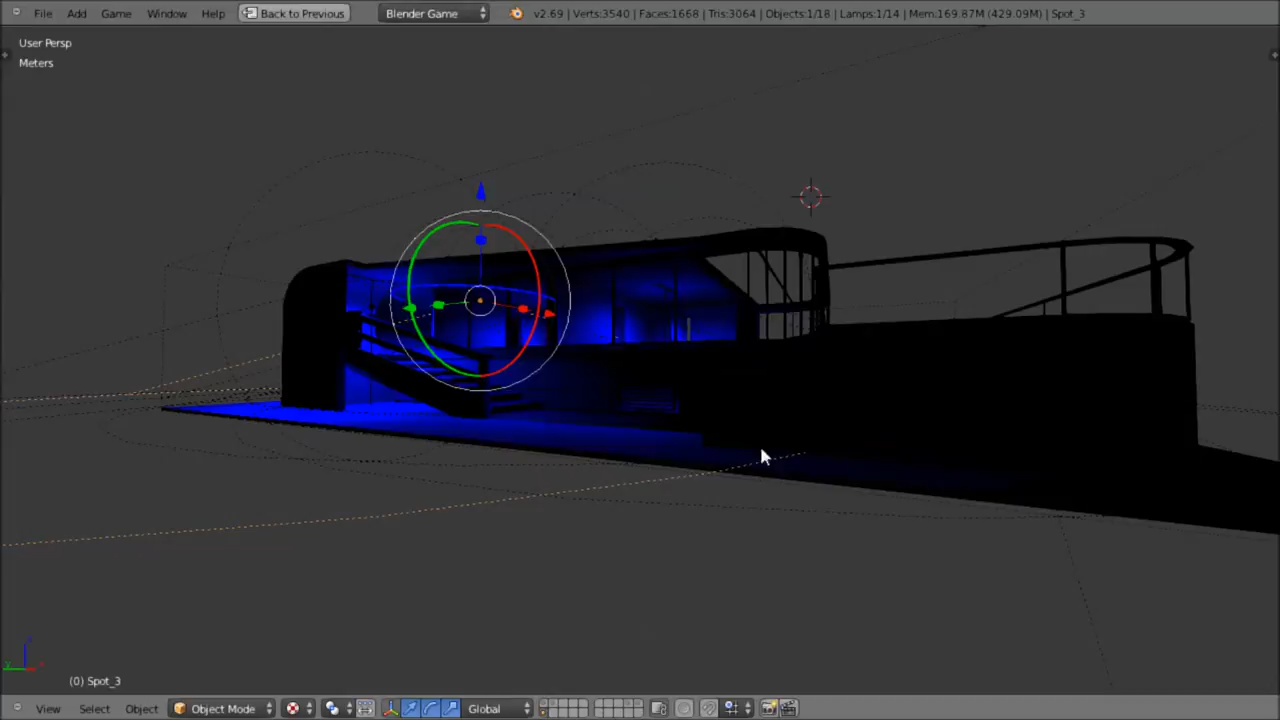 File Add Game Window Help Back to Previous Blender Game v2.69 | Verts:3540 | Faces:1668 | Tris:3064 | Objects:1/18 | Lamps:1/14 | Mem:169.87M (429.09M) | Spot_3
User Persp
Meters
(0) Spot_3
View Select Object Object Mode Global